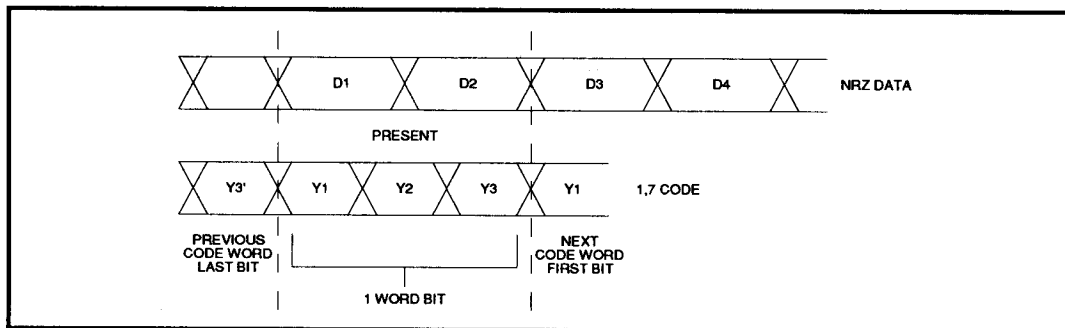 D1 D2 D3 D4 NRZ DATA
PRESENT
Y3' Y1 Y2 Y3 Y1 1,7 CODE
PREVIOUS
CODE WORD
LAST BIT
1 WORD BIT
NEXT
CODE WORD
FIRST BIT